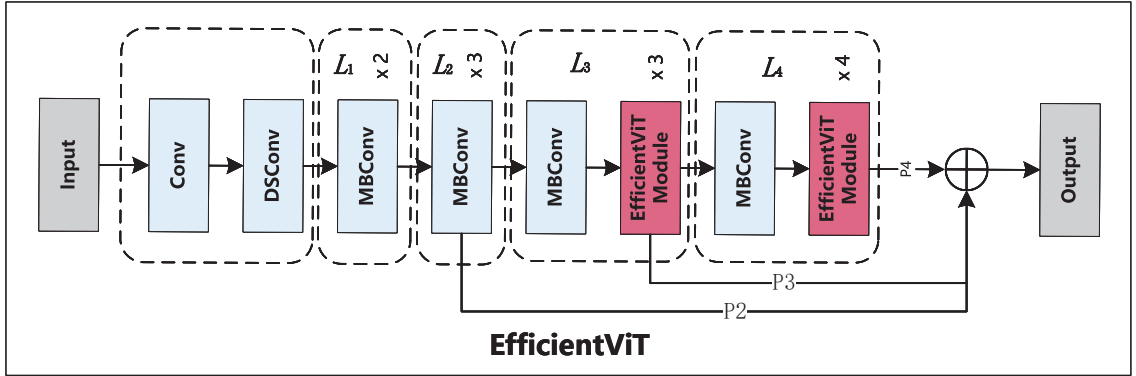 L1 x 2
L2 x 3
L3 x 3
L4 x 4
Input
Conv
DSConv
MBConv
MBConv
MBConv
EfficientViT
Module
MBConv
EfficientViT
Module
P4
Output
P3
P2
EfficientViT